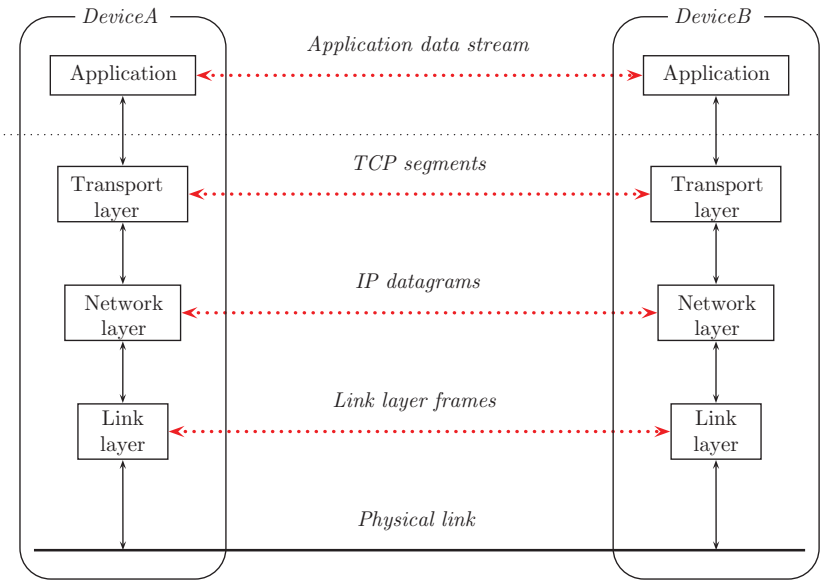 DeviceA
DeviceB
Application data stream
Application
Application
TCP segments
Transport
layer
Transport
layer
IP datagrams
Network
layer
Network
layer
Link layer frames
Link
layer
Link
layer
Physical link